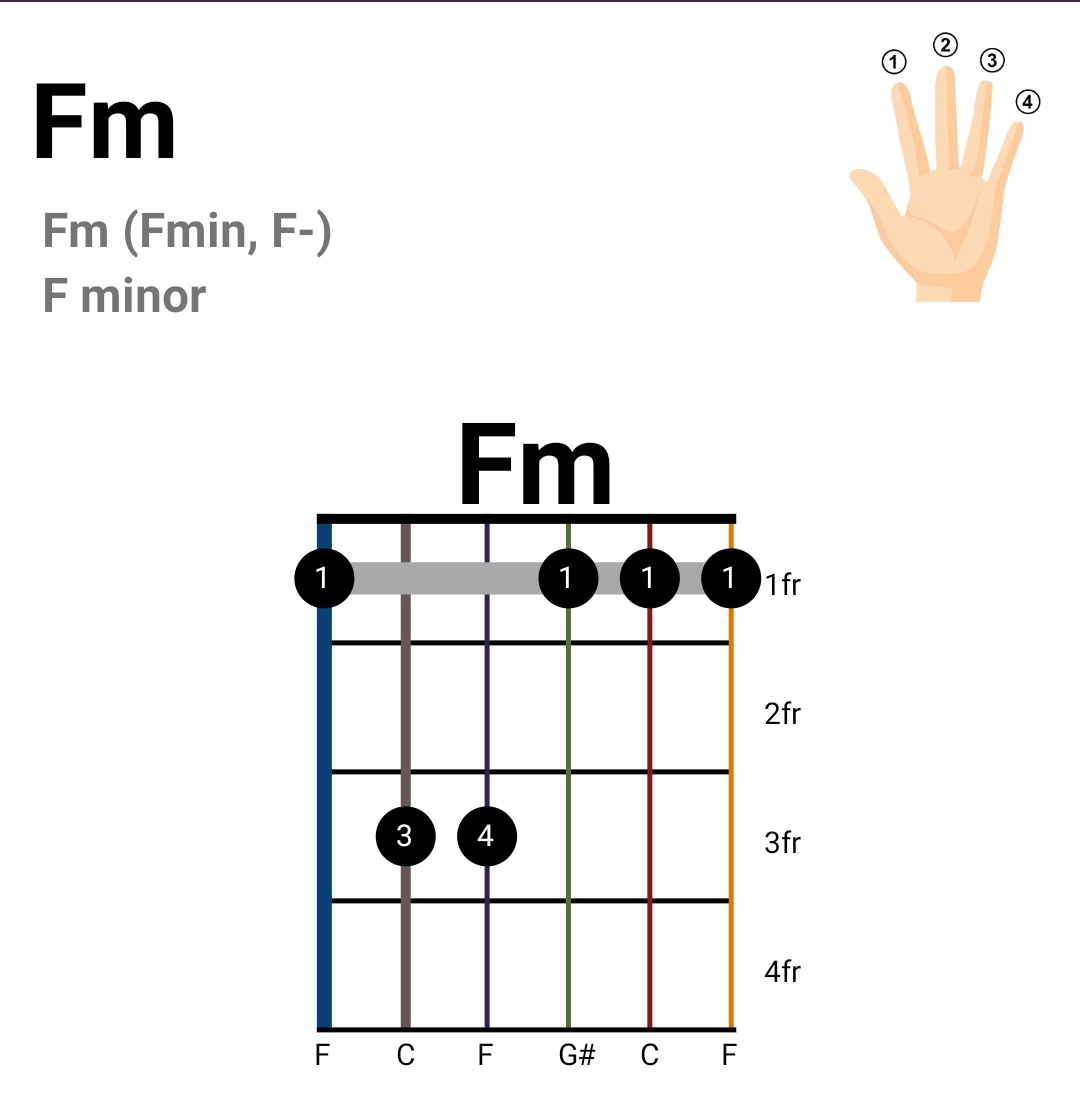 Fm
① ② ③ ④
Fm (Fmin, F-)
F minor
Fm
1 1 1 1 1fr
2fr
3 4 3fr
4fr
F C F G# C F